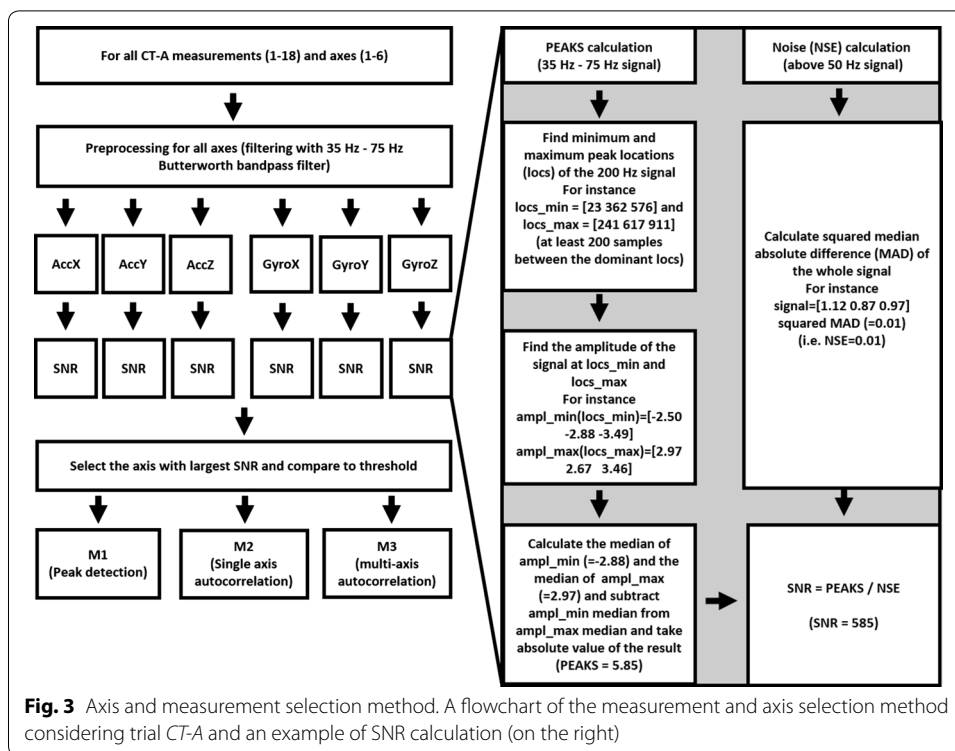 For all CT-A measurements (1-18) and axes (1-6)
Preprocessing for all axes (filtering with 35 Hz - 75 Hz
Butterworth bandpass filter)
AccX
AccY
AccZ
GyroX
GyroY
GyroZ
SNR
SNR
SNR
SNR
SNR
SNR
Select the axis with largest SNR and compare to threshold
M1
(Peak detection)
M2
(Single axis
autocorrelation)
M3
(multi-axis
autocorrelation)
PEAKS calculation
(35 Hz - 75 Hz signal)
Find minimum and
maximum peak locations
(locs) of the 200 Hz signal
For instance
locs_min = [23 362 576] and
locs_max = [241 617 911]
(at least 200 samples
between the dominant locs)
Find the amplitude of the
signal at locs_min and
locs_max
For instance
ampl_min(locs_min)=[-2.50
-2.88 -3.49]
ampl_max(locs_max)=[2.97
2.67 3.46]
Calculate the median of
ampl_min (=-2.88) and the
median of ampl_max
(=2.97) and subtract
ampl_min median from
ampl_max median and take
absolute value of the result
(PEAKS = 5.85)
Noise (NSE) calculation
(above 50 Hz signal)
Calculate squared median
absolute difference (MAD) of
the whole signal
For instance
signal=[1.12 0.87 0.97]
squared MAD (=0.01)
(i.e. NSE=0.01)
SNR = PEAKS / NSE
(SNR = 585)
Fig. 3 Axis and measurement selection method. A flowchart of the measurement and axis selection method
considering trial CT-A and an example of SNR calculation (on the right)